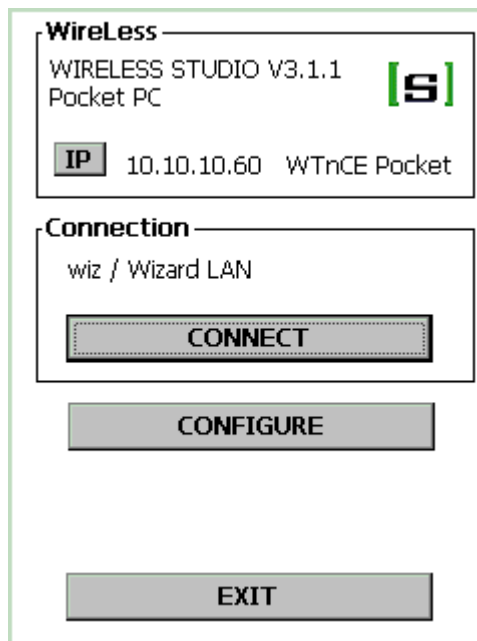 WireLess
WIRELESS STUDIO V3.1.1
Pocket PC
[s]
IP 10.10.10.60 WTnCE Pocket
Connection
wiz / Wizard LAN
CONNECT
CONFIGURE
EXIT